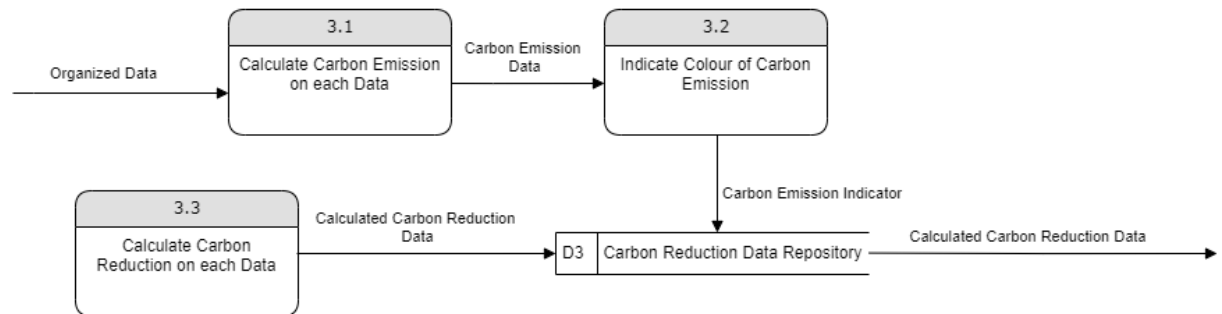 3.1
Calculate Carbon Emission
on each Data
3.2
Indicate Colour of Carbon
Emission
Organized Data
Carbon Emission
Data
Carbon Emission Indicator
3.3
Calculate Carbon
Reduction on each Data
Calculated Carbon Reduction
Data
D3
Carbon Reduction Data Repository
Calculated Carbon Reduction Data